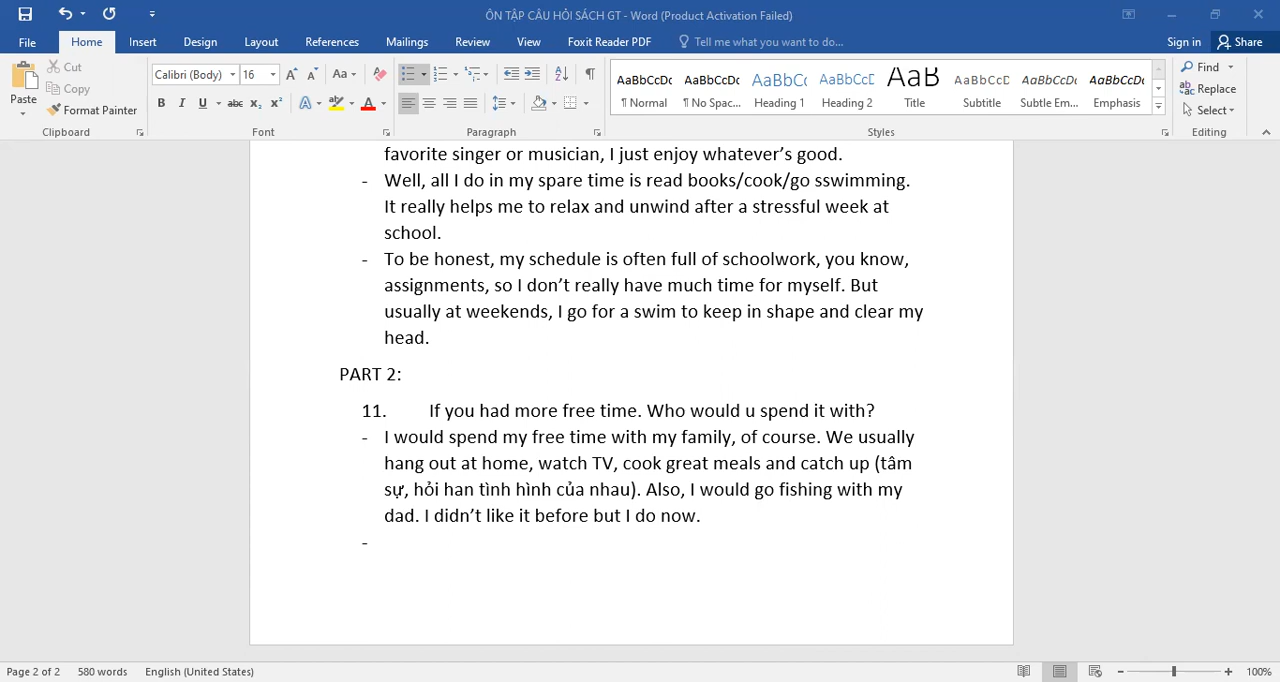 ÔN TẬP CÂU HỎI SÁCH GT - Word (Product Activation Failed)
File Home Insert Design Layout References Mailings Review View Foxit Reader PDF Tell me what you want to do... Sign in Share
Paste
Cut
Copy
Format Painter
Clipboard
Calibri (Body) 16
Font
Paragraph
AaBbCcDc AaBbCcDc AaBbCc AaBbCcC AaB AaBbCcD AaBbCcDc AaBbCcDc
¶ Normal ¶ No Spac... Heading 1 Heading 2 Title Subtitle Subtle Em... Emphasis
Styles
Find
Replace
Select
Editing
favorite singer or musician, I just enjoy whatever’s good.
- Well, all I do in my spare time is read books/cook/go sswimming.
It really helps me to relax and unwind after a stressful week at
school.
- To be honest, my schedule is often full of schoolwork, you know,
assignments, so I don’t really have much time for myself. But
usually at weekends, I go for a swim to keep in shape and clear my
head.
PART 2:
11. If you had more free time. Who would u spend it with?
- I would spend my free time with my family, of course. We usually
hang out at home, watch TV, cook great meals and catch up (tâm
sự, hỏi han tình hình của nhau). Also, I would go fishing with my
dad. I didn’t like it before but I do now.
-
Page 2 of 2 580 words English (United States) 100%